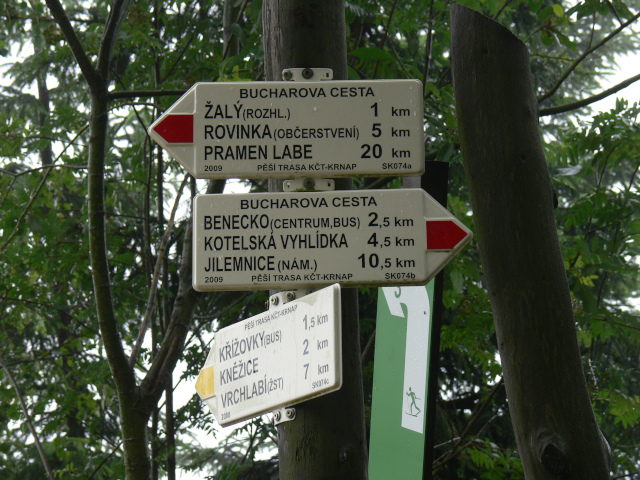 BUCHAROVA CESTA
ŽALÝ (ROZHL.) 1 km
ROVINKA (OBČERSTVENÍ) 5 km
PRAMEN LABE 20 km
2009 PĚŠÍ TRASA KČT-KRNAP SK074a
BUCHAROVA CESTA
BENECKO (CENTRUM,BUS) 2,5 km
KOTELSKÁ VYHLÍDKA 4,5 km
JILEMNICE (NÁM.) 10,5 km
2009 PĚŠÍ TRASA KČT-KRNAP SK074b
PĚŠÍ TRASA KČT-KRNAP
KŘÍŽOVKY (BUS) 1,5 km
KNĚŽICE 2 km
VRCHLABÍ (ŽST) 7 km
2009 SK074c